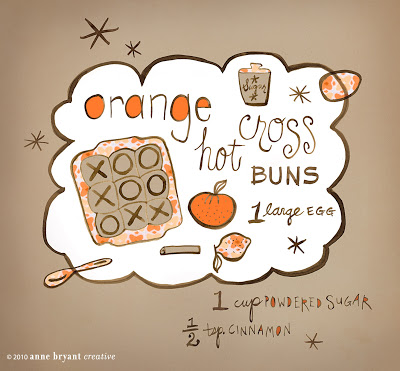 Sugar
orange
hot cross
BUNS
1 large EGG
X O O
X O O
O X X
1 cup POWDERED SUGAR
1/2 tsp. CINNAMON
© 2010 anne bryant creative